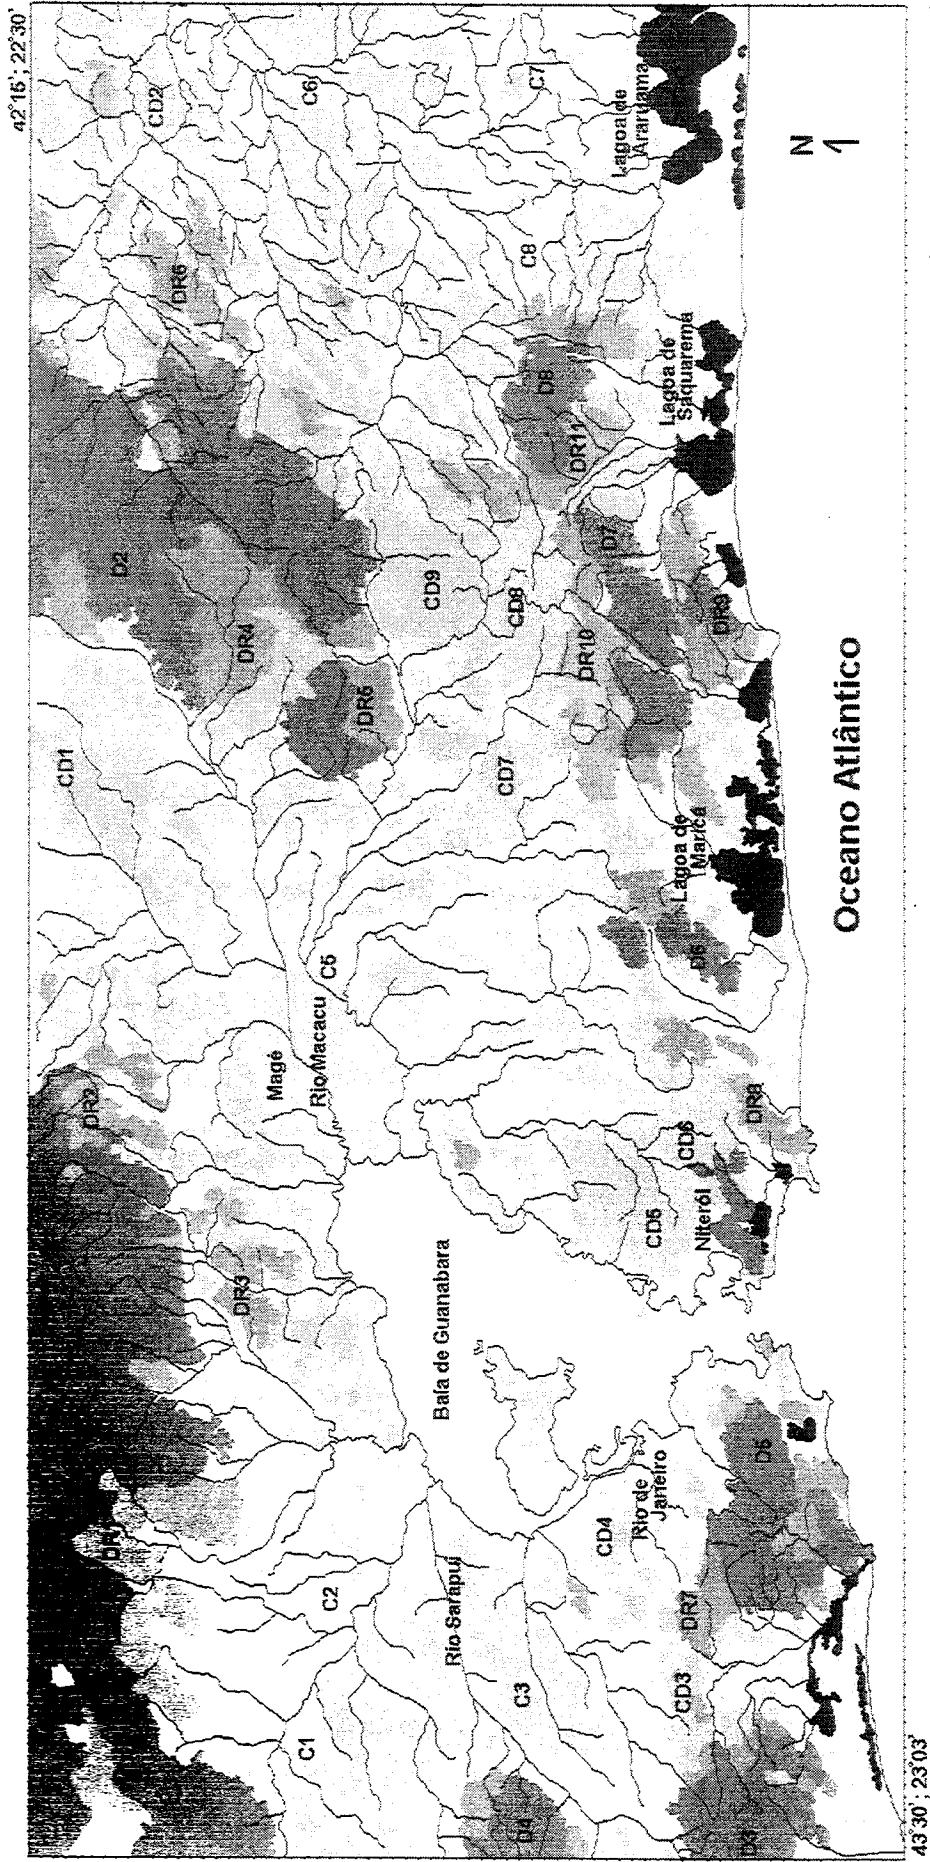 42°15'; 22°30'
CD1
DR2
D2
CD2
DR6
DR3
DR4
Magé
C1
C2
Rio Macacu
C5
DR5
C6
Baía de Guanabara
CD9
Rio Sarapuí
C3
CD7
CD8
C8
C7
D4
D8
DR11
CD4
DR10
D7
Rio de
Janeiro
CD5
Lagoa de
Araruama
CD3
DR7
CD6
Niterói
D6
Lagoa de
Maricá
Lagoa de
Saquarema
D3
D5
DR8
DR9
N
Oceano Atlântico
43°30'; 23°03'